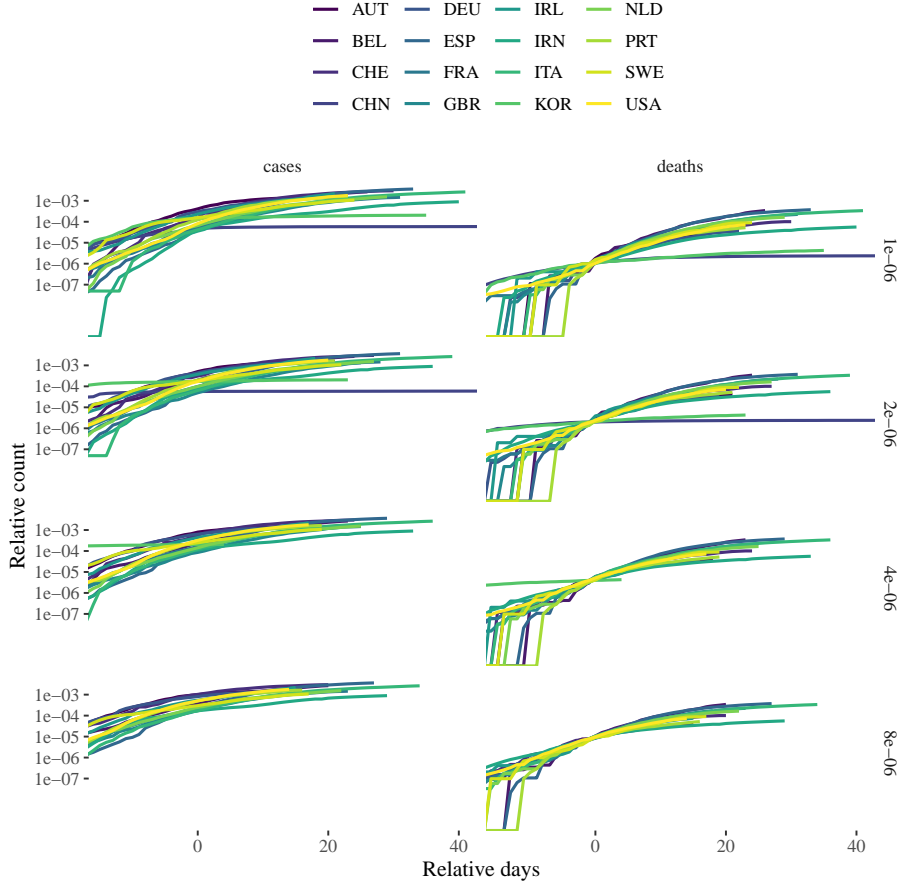 AUT DEU IRL NLD
BEL ESP IRN PRT
CHE FRA ITA SWE
CHN GBR KOR USA
cases deaths
1e−03
1e−04
1e−05
1e−06
1e−07
1e−06
1e−03
1e−04
1e−05
1e−06
1e−07
2e−06
Relative count
1e−03
1e−04
1e−05
1e−06
1e−07
4e−06
1e−03
1e−04
1e−05
1e−06
1e−07
8e−06
0 20 40 0 20 40
Relative days